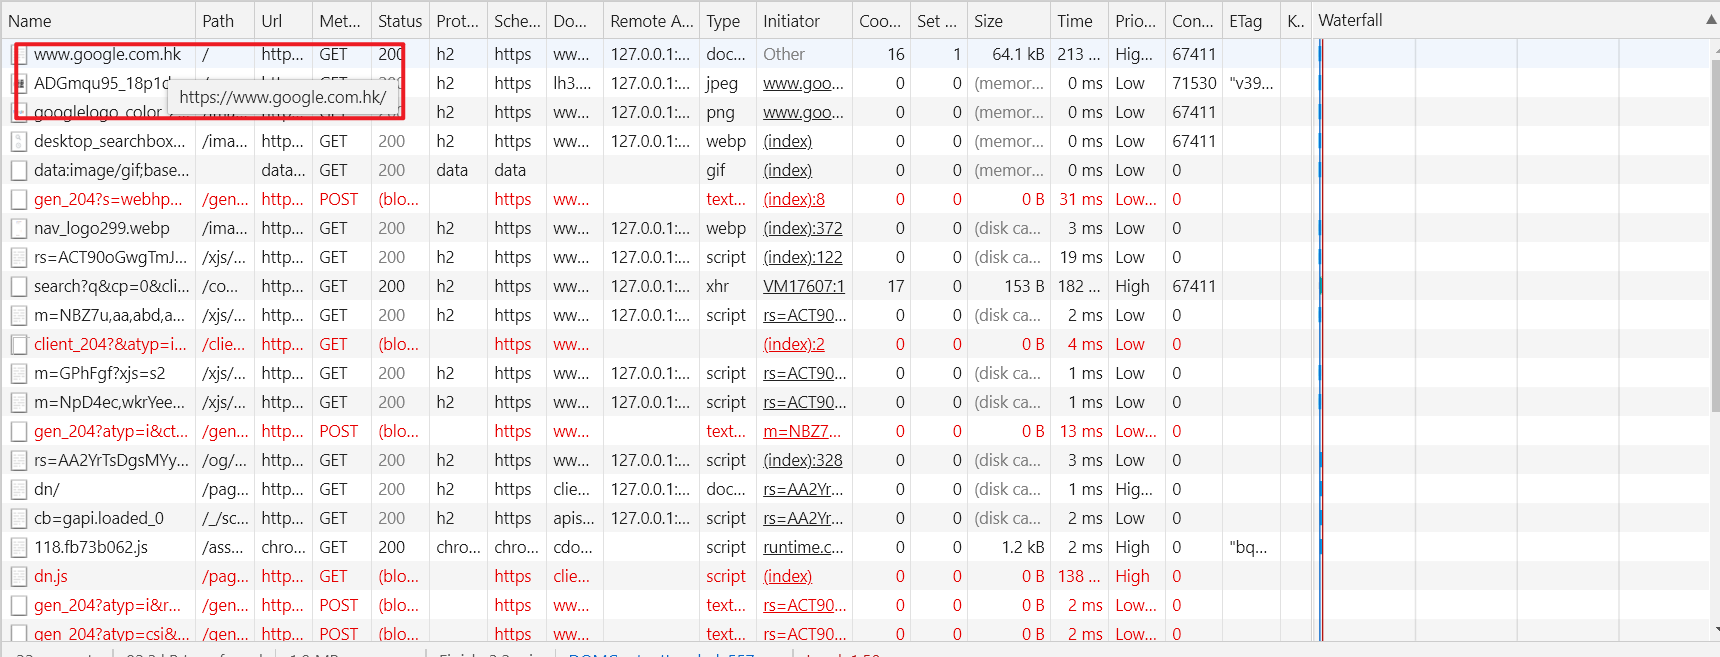 Name Path Url Met... Status Prot... Sche... Do... Remote A... Type Initiator Coo... Set ... Size Time Prio... Con... ETag K.. Waterfall
www.google.com.hk / http... GET 200 h2 https ww... 127.0.0.1:... doc... Other 16 1 64.1 kB 213 ... Hig... 67411
ADGmqu95_18p1 h2 https lh3.... 127.0.0.1:... jpeg www.goo... 0 0 (memor... 0 ms Low 71530 "v39...
https://www.google.com.hk/
googlelogo_color h2 https ww... 127.0.0.1:... png www.goo... 0 0 (memor... 0 ms Low 67411
desktop_searchbox... /ima... http... GET 200 h2 https ww... 127.0.0.1:... webp (index) 0 0 (memor... 0 ms Low 67411
data:image/gif;base... data... GET 200 data data gif (index) 0 0 (memor... 0 ms Low 0
gen_204?s=webhp... /gen... http... POST (blo... https ww... text... (index):8 0 0 0 B 31 ms Low... 0
nav_logo299.webp /ima... http... GET 200 h2 https ww... 127.0.0.1:... webp (index):372 0 0 (disk ca... 3 ms Low 0
rs=ACT90oGwgTmJ... /xjs/... http... GET 200 h2 https ww... 127.0.0.1:... script (index):122 0 0 (disk ca... 19 ms Low 0
search?q&cp=0&cli... /co... http... GET 200 h2 https ww... 127.0.0.1:... xhr VM17607:1 17 0 153 B 182 ... High 67411
m=NBZ7u,aa,abd,a... /xjs/... http... GET 200 h2 https ww... 127.0.0.1:... script rs=ACT90... 0 0 (disk ca... 2 ms Low 0
client_204?&atyp=i... /clie... http... GET (blo... https ww... (index):2 0 0 0 B 4 ms Low 0
m=GPhFgf?xjs=s2 /xjs/... http... GET 200 h2 https ww... 127.0.0.1:... script rs=ACT90... 0 0 (disk ca... 1 ms Low 0
m=NpD4ec,wkrYee... /xjs/... http... GET 200 h2 https ww... 127.0.0.1:... script rs=ACT90... 0 0 (disk ca... 1 ms Low 0
gen_204?atyp=i&ct... /gen... http... POST (blo... https ww... text... m=NBZ7... 0 0 0 B 13 ms Low... 0
rs=AA2YrTsDgsMYy... /og/... http... GET 200 h2 https ww... 127.0.0.1:... script (index):328 0 0 (disk ca... 3 ms Low 0
dn/ /pag... http... GET 200 h2 https clie... 127.0.0.1:... doc... rs=AA2Yr... 0 0 (disk ca... 1 ms Hig... 0
cb=gapi.loaded_0 /_/sc... http... GET 200 h2 https apis... 127.0.0.1:... script rs=AA2Yr... 0 0 (disk ca... 2 ms Low 0
118.fb73b062.js /ass... chro... GET 200 chro... chro... cdo... script runtime.c... 0 0 1.2 kB 2 ms High 0 "bq...
dn.js /pag... http... GET (blo... https clie... script (index) 0 0 0 B 138 ... High 0
gen_204?atyp=i&r... /gen... http... POST (blo... https ww... text... rs=ACT90... 0 0 0 B 2 ms Low... 0
gen_204?atyp=csi&... /gen... http... POST (blo... https ww... text... rs=ACT90... 0 0 0 B 2 ms Low... 0